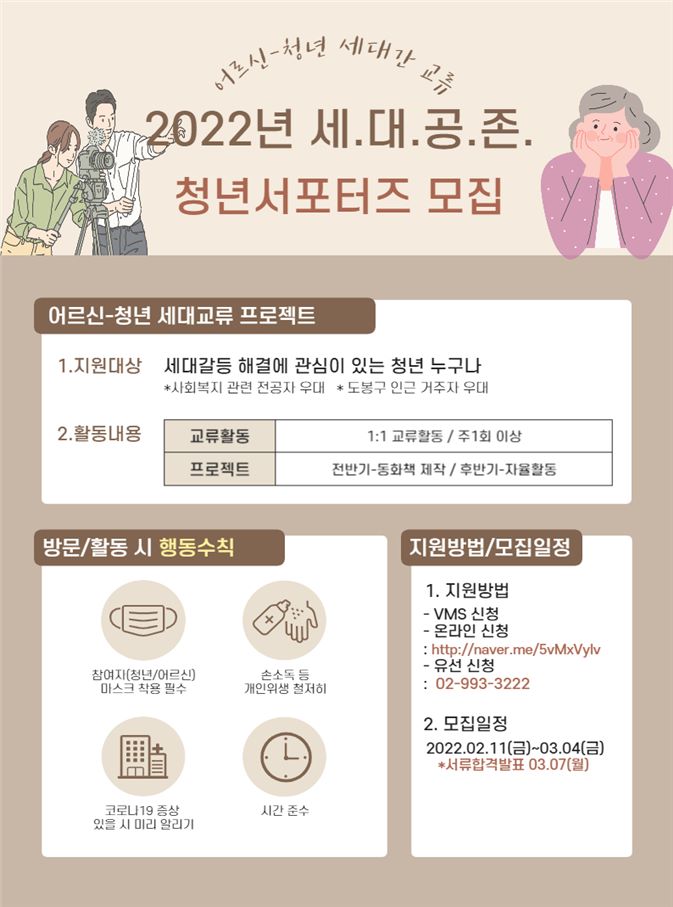 어르신-청년 세대간 교류
2022년 세.대.공.존.
청년서포터즈 모집
어르신-청년 세대교류 프로젝트
1.지원대상 세대갈등 해결에 관심이 있는 청년 누구나
*사회복지 관련 전공자 우대 * 도봉구 인근 거주자 우대
2.활동내용
교류활동 1:1 교류활동 / 주1회 이상
프로젝트 전반기-동화책 제작 / 후반기-자율활동
방문/활동 시 행동수칙
참여지(청년/어르신)
마스크 착용 필수
손소독 등
개인위생 철저히
코로나19 증상
있을 시 미리 알리기
시간 준수
지원방법/모집일정
1. 지원방법
- VMS 신청
- 온라인 신청
: http://naver.me/5vMxVylv
- 유선 신청
: 02-993-3222
2. 모집일정
2022.02.11(금)~03.04(금)
*서류합격발표 03.07(월)